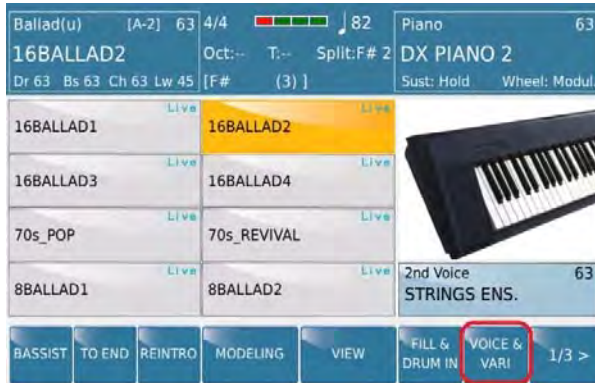 Ballad(u) [A-2] 63
16BALLAD2
Dr 63 Bs 63 Ch 63 Lw 45
4/4 ♩82
Oct:-- T:-- Split:F# 2
[F# (3) ]
Piano 63
DX PIANO 2
Sust: Hold Wheel: Modul.
Live
16BALLAD1
Live
16BALLAD2
Live
16BALLAD3
Live
16BALLAD4
Live
70s_POP
Live
70s_REVIVAL
Live
8BALLAD1
Live
8BALLAD2
2nd Voice 63
STRINGS ENS.
BASSIST
TO END
REINTRO
MODELING
VIEW
FILL &
DRUM IN
VOICE &
VARI
1/3 >